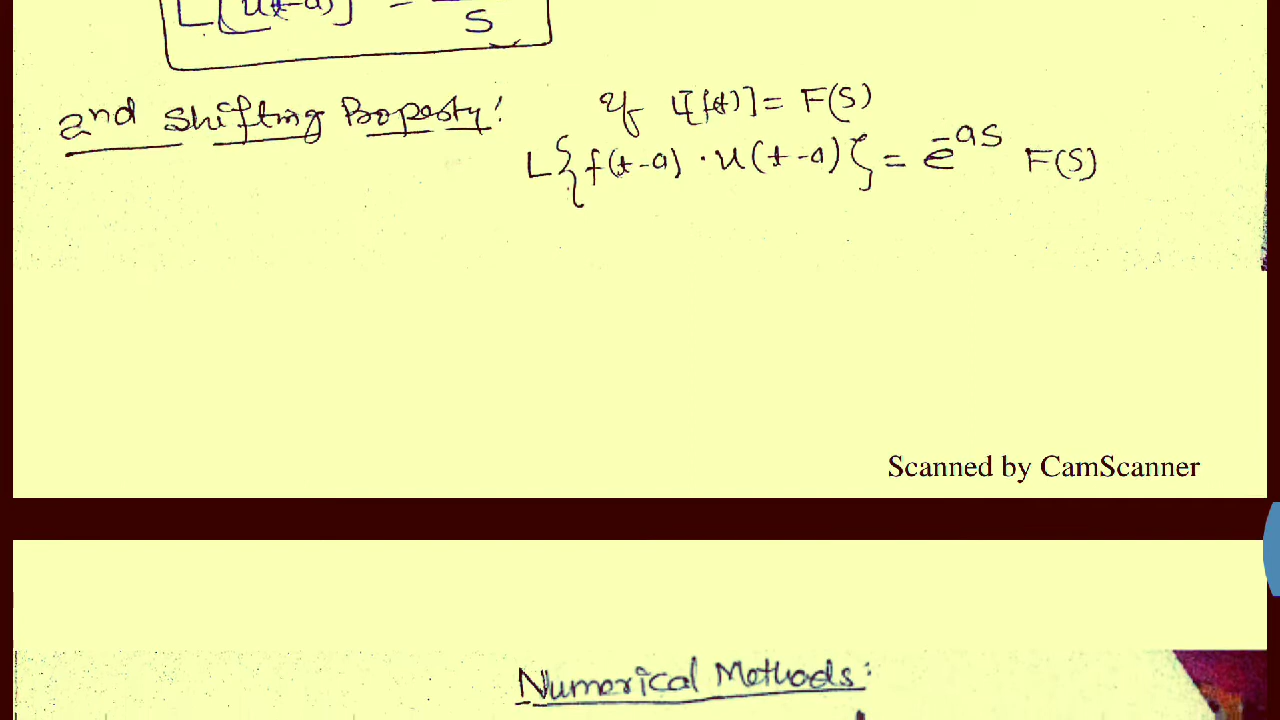 L[u(t-a)] = 
S
2nd Shifting Property: If L[f(t)] = F(S)
L{f(t-a) · u(t-a)} = e^-as F(S)
Scanned by CamScanner
Numerical Methods: